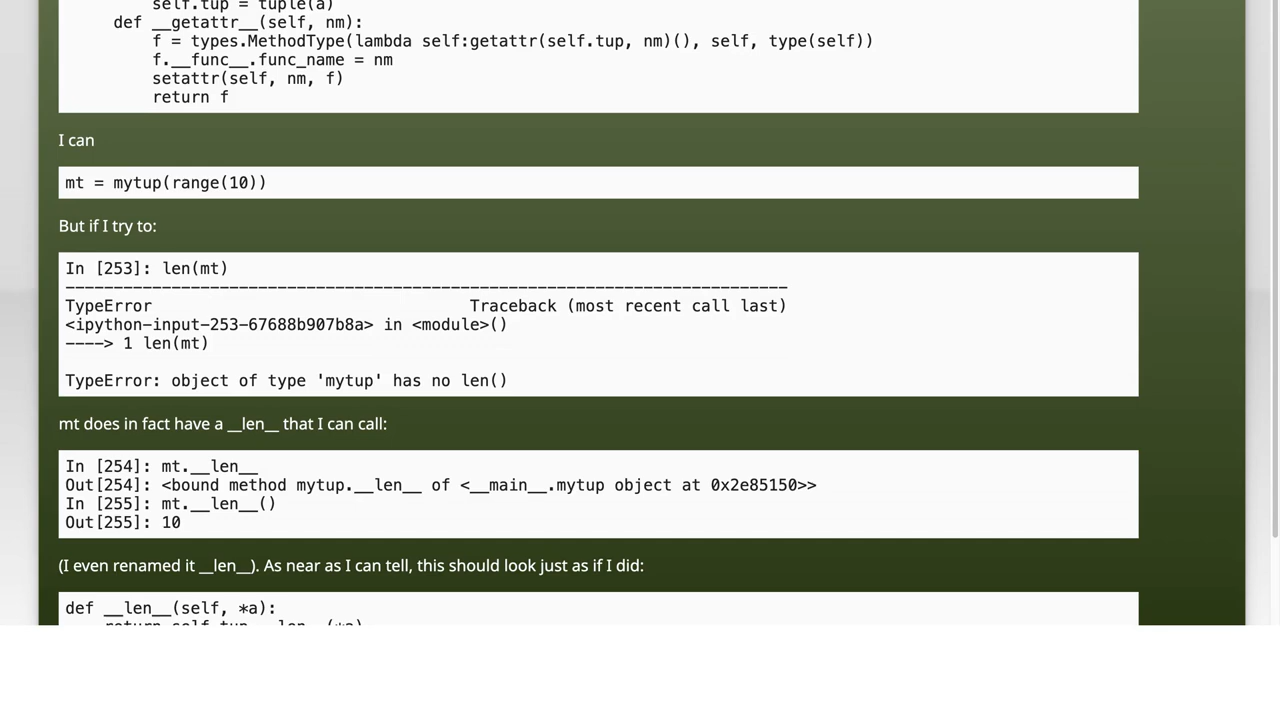 self.tup = tuple(a)
def __getattr__(self, nm):
f = types.MethodType(lambda self:getattr(self.tup, nm)(), self, type(self))
f.__func__.func_name = nm
setattr(self, nm, f)
return f
I can
mt = mytup(range(10))
But if I try to:
In [253]: len(mt)
---------------------------------------------------------------------------
TypeError                                 Traceback (most recent call last)
<ipython-input-253-67688b907b8a> in <module>()
----> 1 len(mt)
TypeError: object of type 'mytup' has no len()
mt does in fact have a __len__ that I can call:
In [254]: mt.__len__
Out[254]: <bound method mytup.__len__ of <__main__.mytup object at 0x2e85150>>
In [255]: mt.__len__()
Out[255]: 10
(I even renamed it __len__). As near as I can tell, this should look just as if I did:
def __len__(self, *a):
return self.tup.__len__(*a)